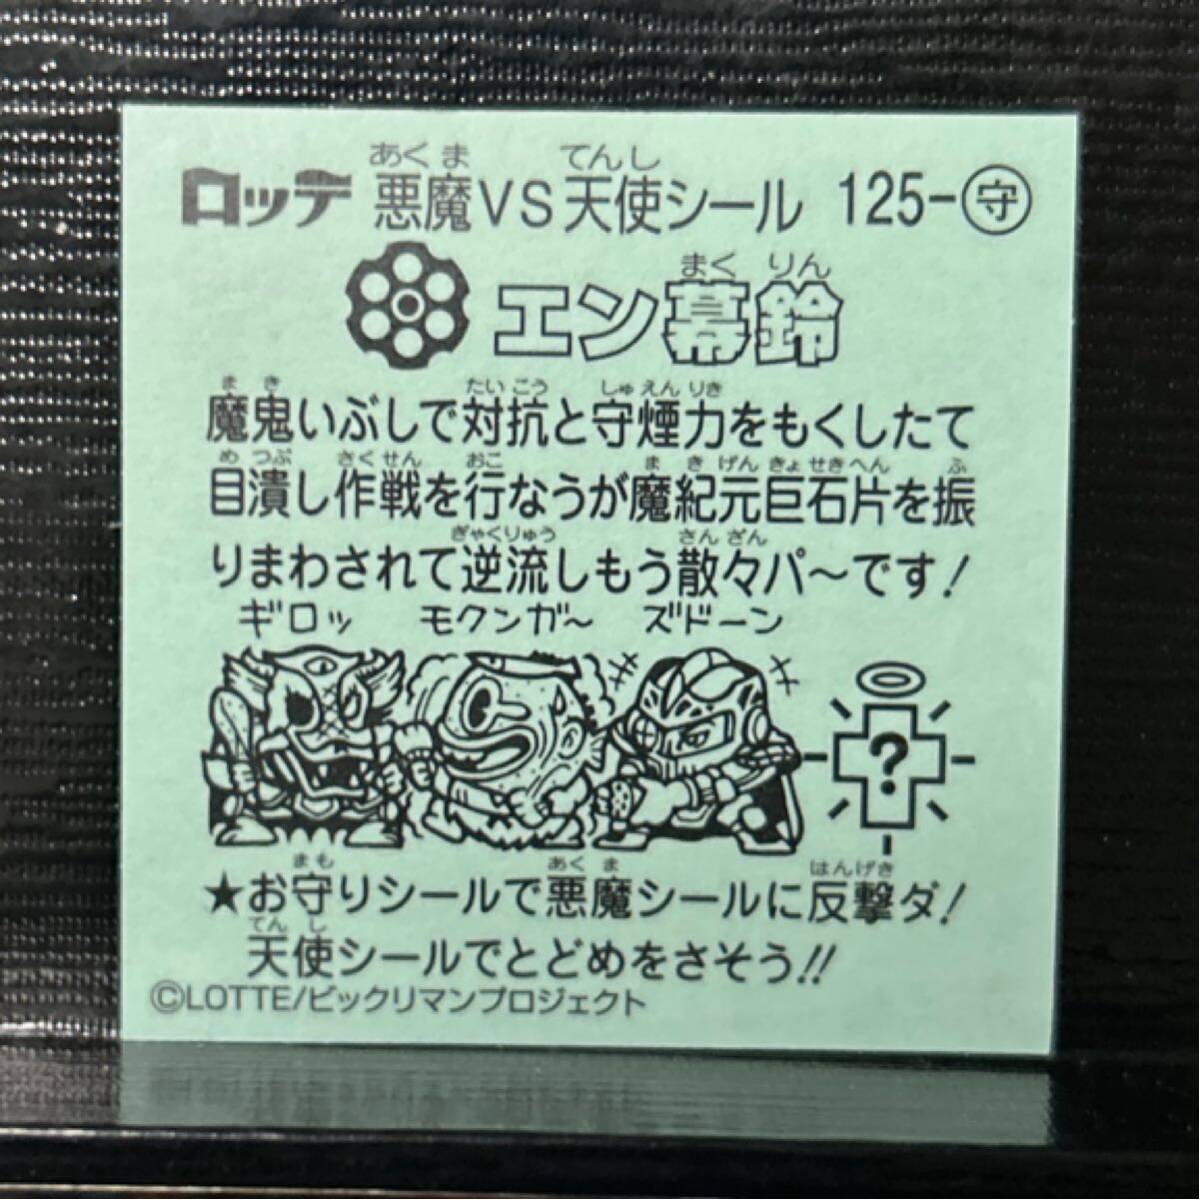 ロッテ 悪魔VS天使シール 125-守
あくま てんし
エン幕鈴
まくりん
魔鬼いぶしで対抗と守煙力をもくしたて
まき たいこう しゅえんりき
目潰し作戦を行なうが魔紀元巨石片を振
めつぶ さくせん おこ まきげんきょせきへん ふ
りまわされて逆流しもう散々パ〜です!
ぎゃくりゅう さんざん
ギロッ モクンガ〜 ズドーン
?
★お守りシールで悪魔シールに反撃ダ!
まも あくま はんげき
天使シールでとどめをさそう!!
てんし
©LOTTE/ビックリマンプロジェクト